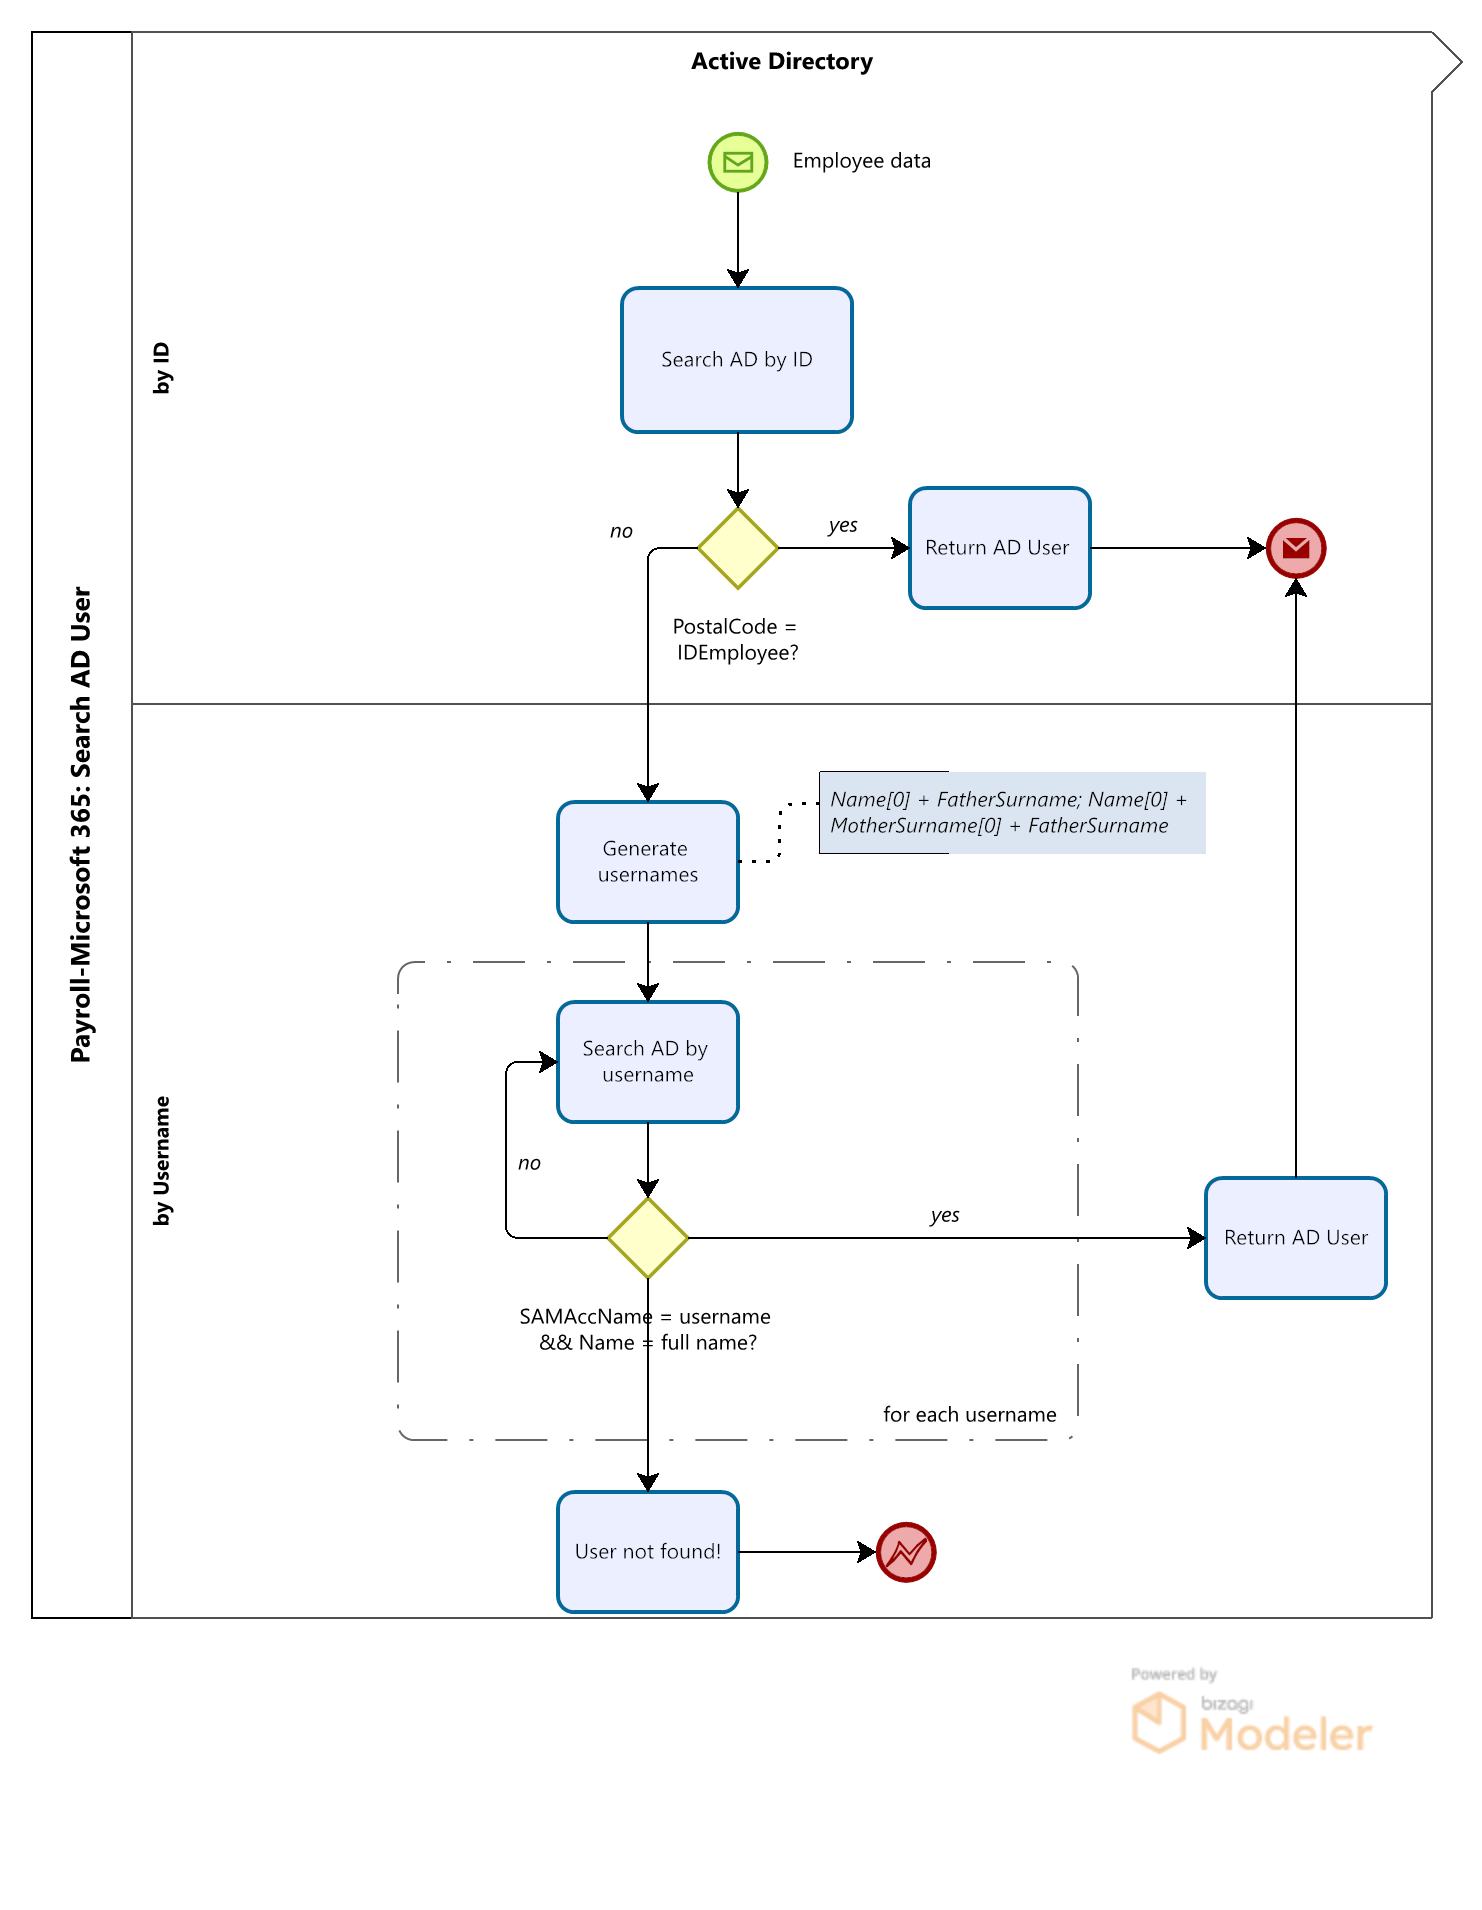 Active Directory
Payroll-Microsoft 365: Search AD User
by ID
Employee data
Search AD by ID
no
yes
Return AD User
PostalCode =
IDEmployee?
by Username
Generate
usernames
Name[0] + FatherSurname; Name[0] +
MotherSurname[0] + FatherSurname
Search AD by
username
no
yes
Return AD User
SAMAccName = username
&& Name = full name?
for each username
User not found!
Powered by
bizagi
Modeler